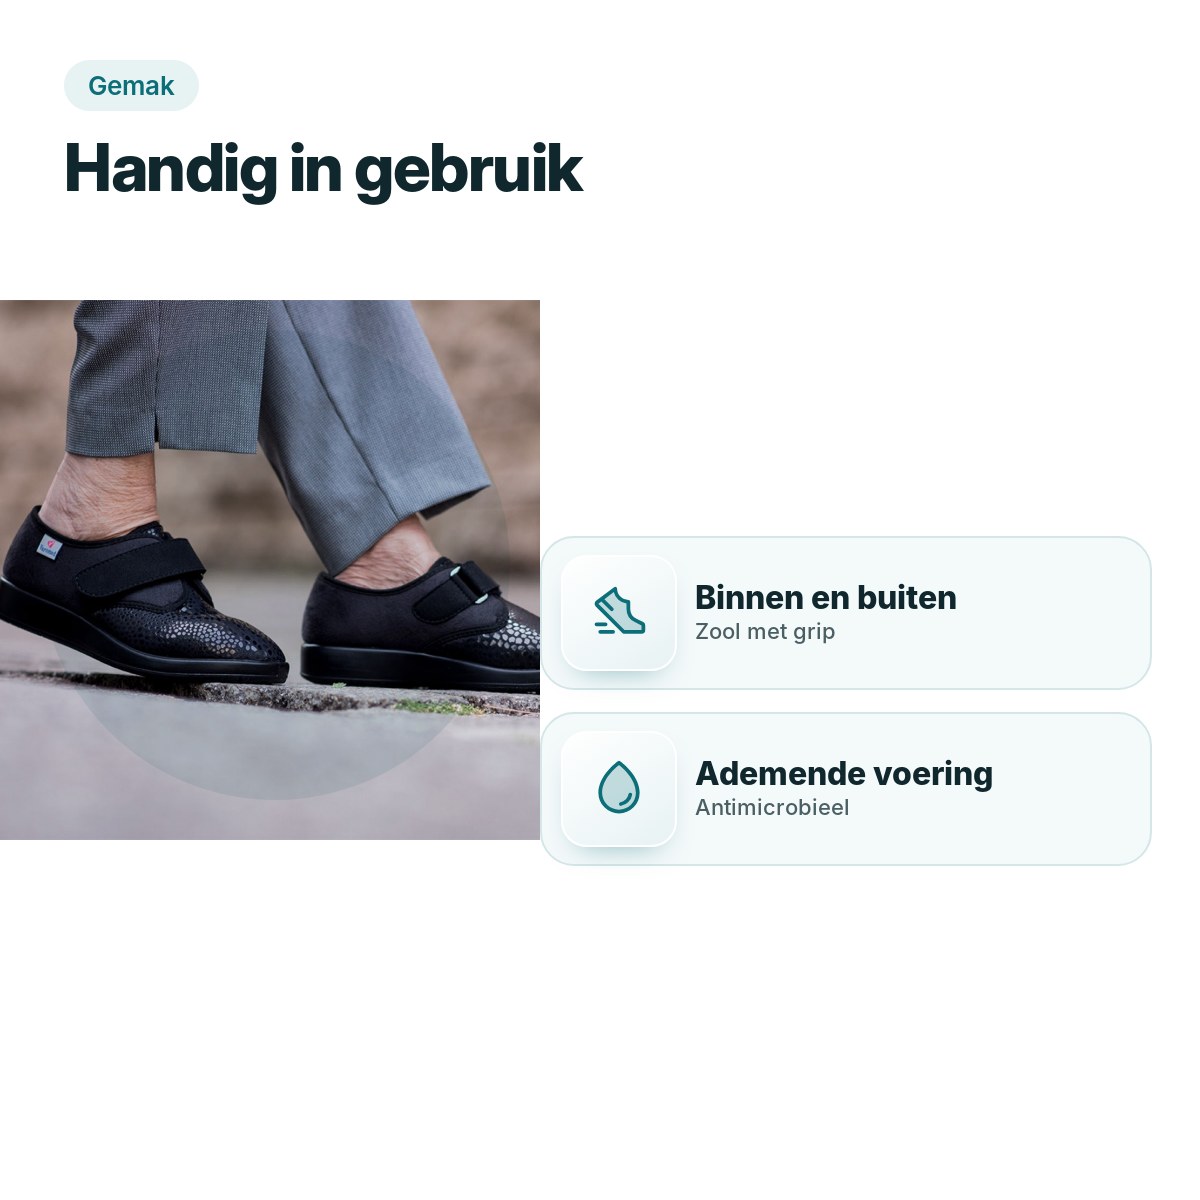 Gemak
Handig in gebruik
Binnen en buiten
Zool met grip
Ademende voering
Antimicrobieel